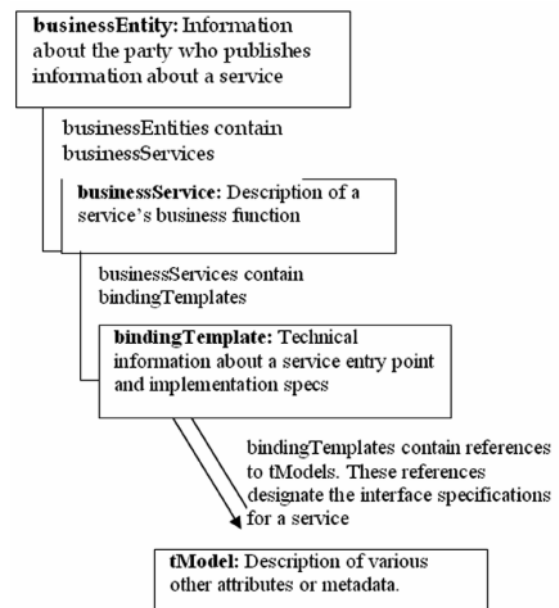 businessEntity: Information
about the party who publishes
information about a service
businessEntities contain
businessServices
businessService: Description of a
service's business function
businessServices contain
bindingTemplates
bindingTemplate: Technical
information about a service entry point
and implementation specs
bindingTemplates contain references
to tModels. These references
designate the interface specifications
for a service
tModel: Description of various
other attributes or metadata.